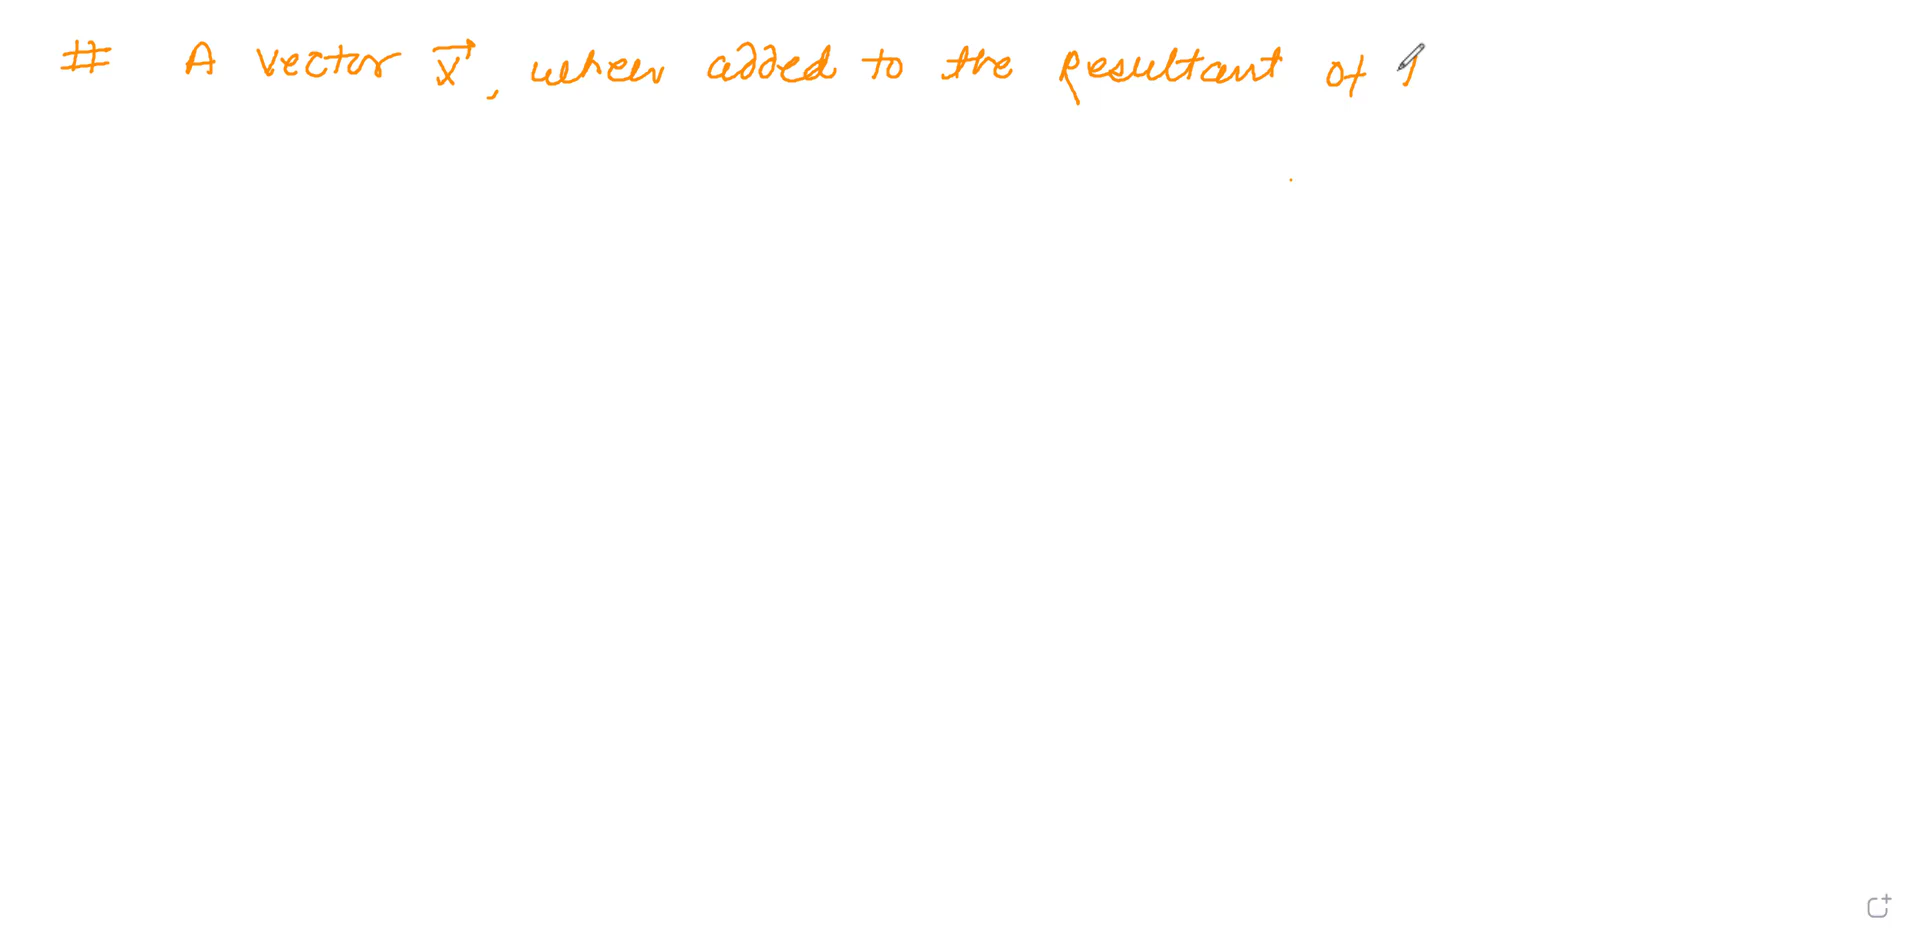 # A vector x⃗, when added to the resultant of